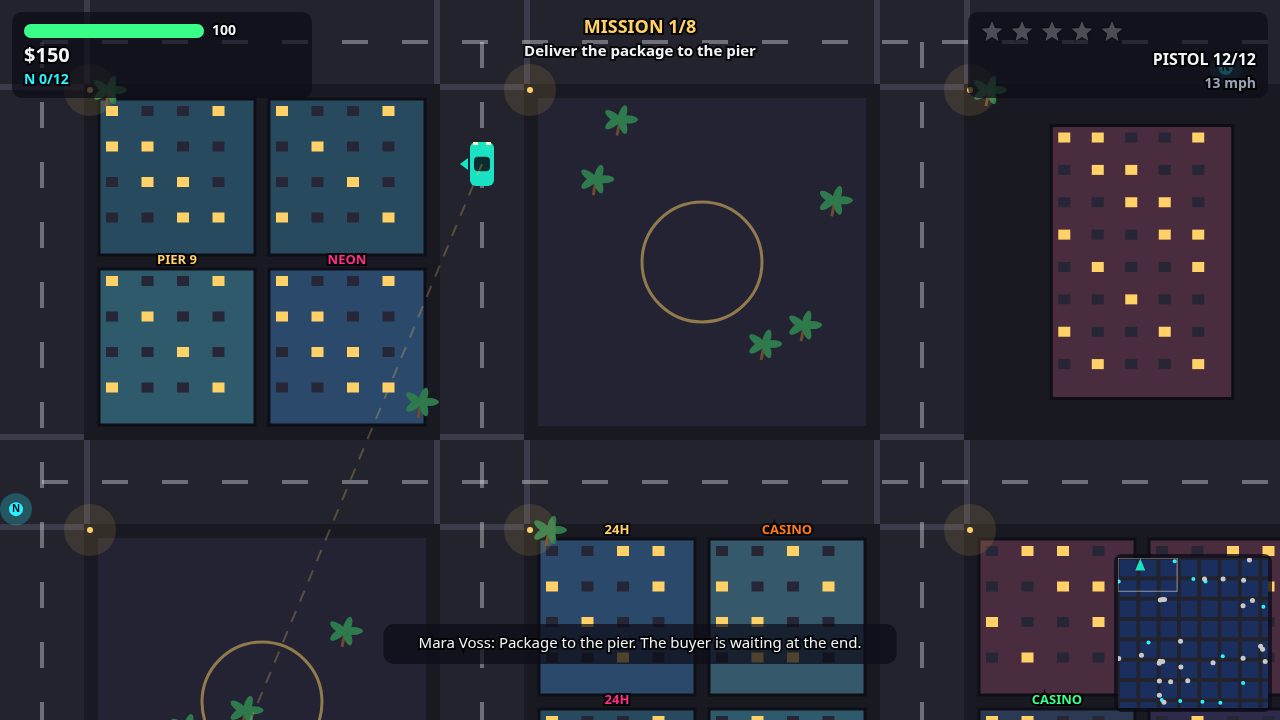 100
$150
N 0/12
MISSION 1/8
Deliver the package to the pier
PISTOL 12/12
13 mph
PIER 9
NEON
N
24H
CASINO
Mara Voss: Package to the pier. The buyer is waiting at the end.
24H
CASINO